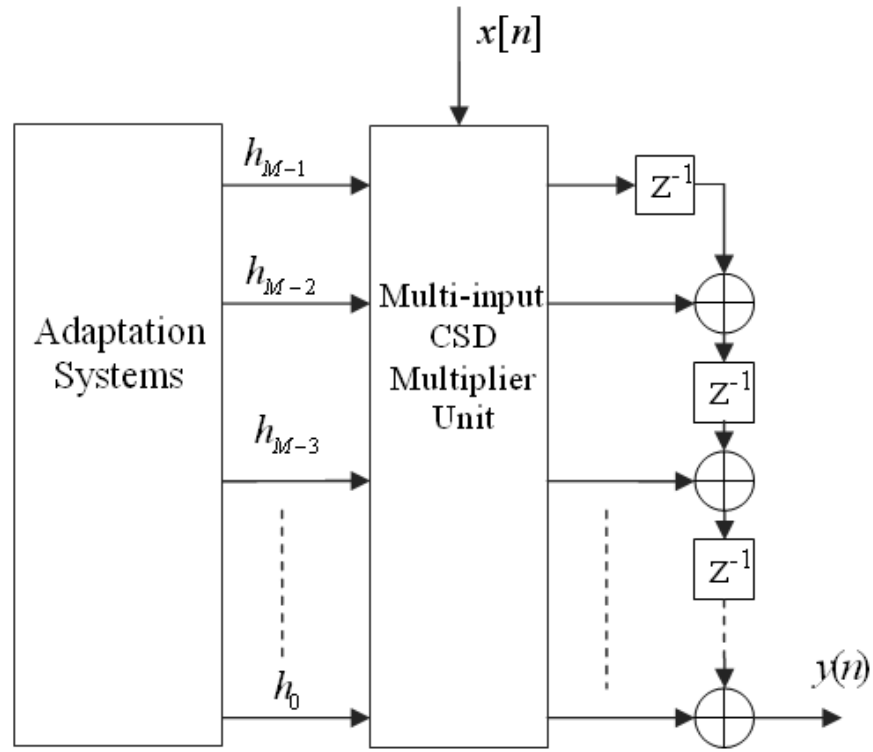 x[n]
h_{M-1}
Z^{-1}
h_{M-2}
Adaptation
Systems
Multi-input
CSD
Multiplier
Unit
Z^{-1}
h_{M-3}
Z^{-1}
h_0
y(n)